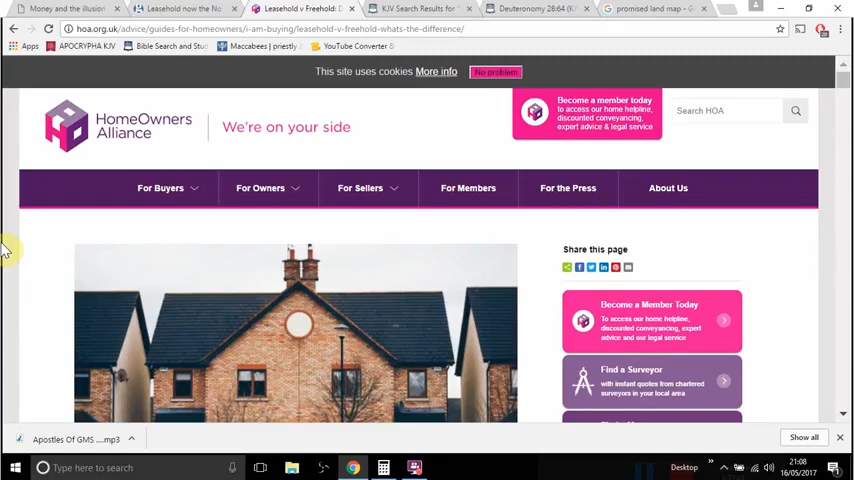 Money and the illusion
Leasehold now the No
Leasehold v Freehold: D
KJV Search Results for "
Deuteronomy 28:64 (KJ
promised land map - G
hoa.org.uk/advice/guides-for-homeowners/i-am-buying/leasehold-v-freehold-whats-the-difference/
Apps
APOCRYPHA KJV
Bible Search and Stud
Maccabees | priestly
YouTube Converter &
This site uses cookies More info
No problem
HomeOwners
Alliance
We're on your side
Become a member today
to access our home helpline,
discounted conveyancing,
expert advice & legal service
Search HOA
For Buyers
For Owners
For Sellers
For Members
For the Press
About Us
Share this page
Become a Member Today
To access our home helpline,
discounted conveyancing, expert
advice and our legal service
Find a Surveyor
with instant quotes from chartered
surveyors in your local area
Apostles Of GMS ....mp3
Show all
Type here to search
Desktop
21:08
16/05/2017